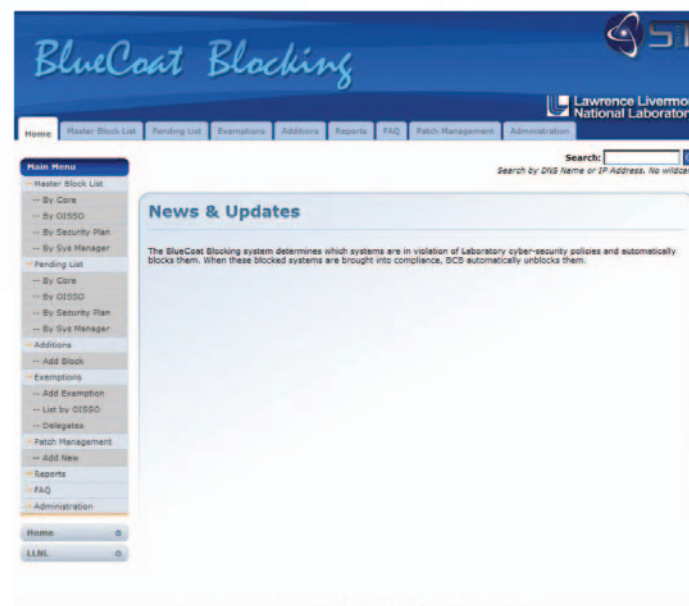 BlueCoat Blocking
Lawrence Livermo
National Laborator
Home Master Block List Pending List Exemptions Additions Reports FAQ Patch Management Administration
Search:
Search by DNS Name or IP Address. No wildca
Main Menu
Master Block List
-- By Core
-- By OISSO
-- By Security Plan
-- By Sys Manager
Pending List
-- By Core
-- By OISSO
-- By Security Plan
-- By Sys Manager
Additions
-- Add Block
Exemptions
-- Add Exemption
-- List by OISSO
-- Delegates
Patch Management
-- Add New
Reports
FAQ
Administration
Home
LLNL
News & Updates
The BlueCoat Blocking system determines which systems are in violation of Laboratory cyber-security policies and automatically
blocks them. When these blocked systems are brought into compliance, BCB automatically unblocks them.